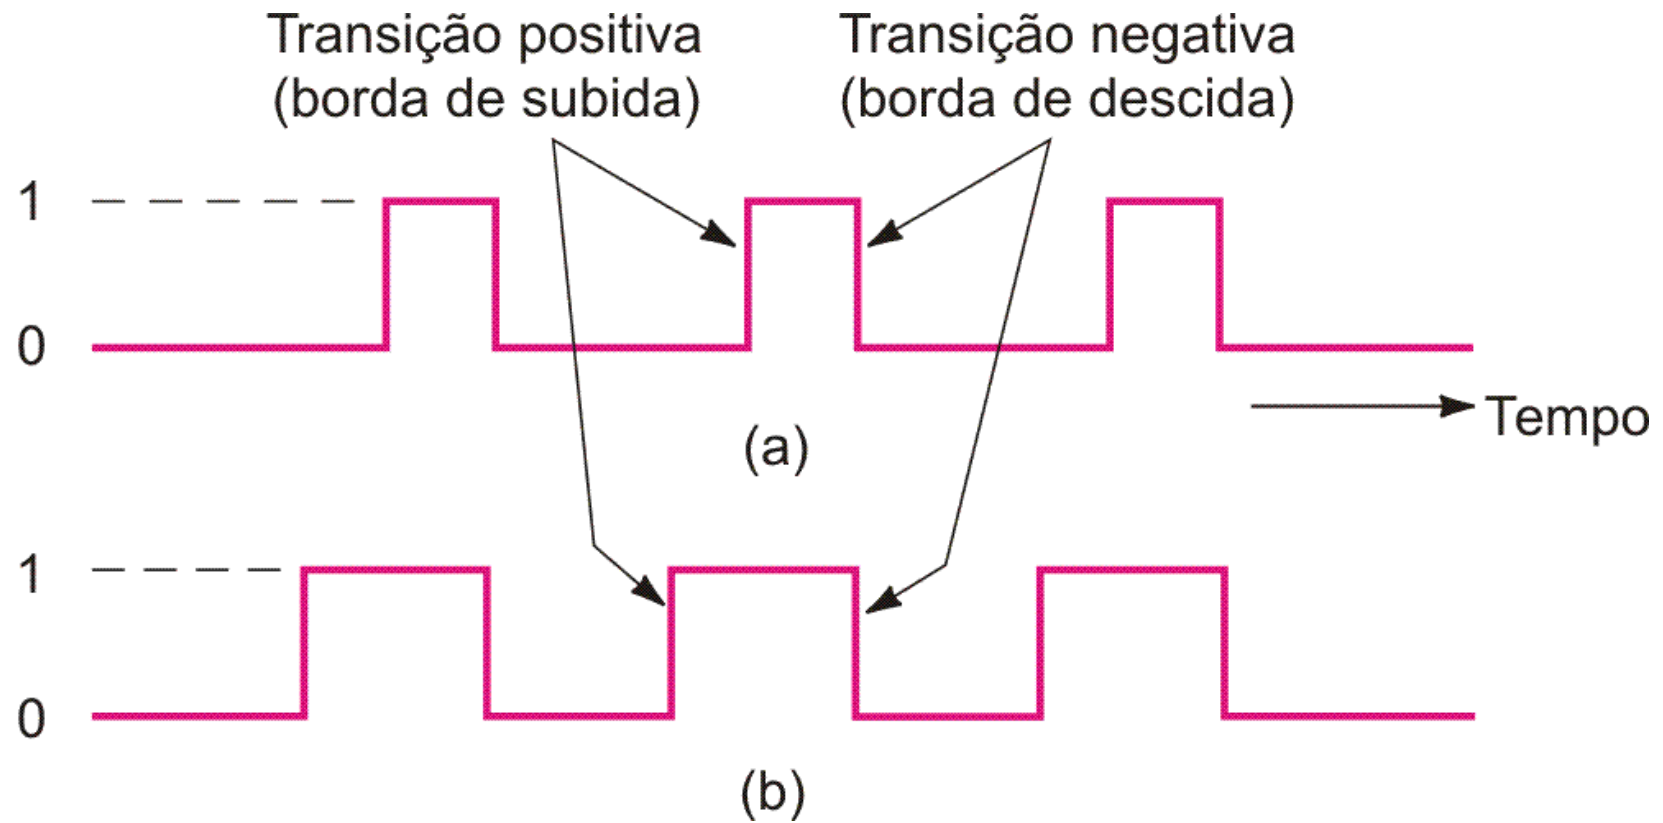 Transição positiva
(borda de subida)
Transição negativa
(borda de descida)
1
0
Tempo
(a)
1
0
(b)